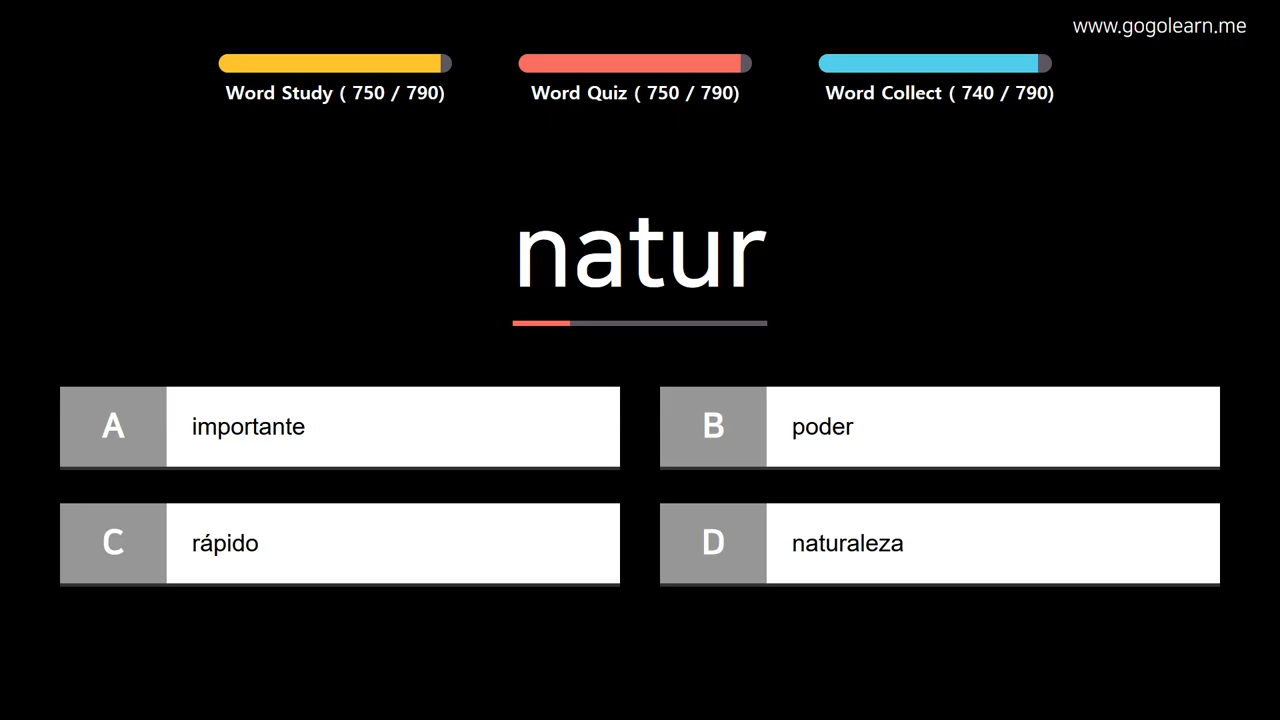 www.gogolearn.me
Word Study ( 750 / 790)
Word Quiz ( 750 / 790)
Word Collect ( 740 / 790)
natur
A importante
B poder
C rápido
D naturaleza